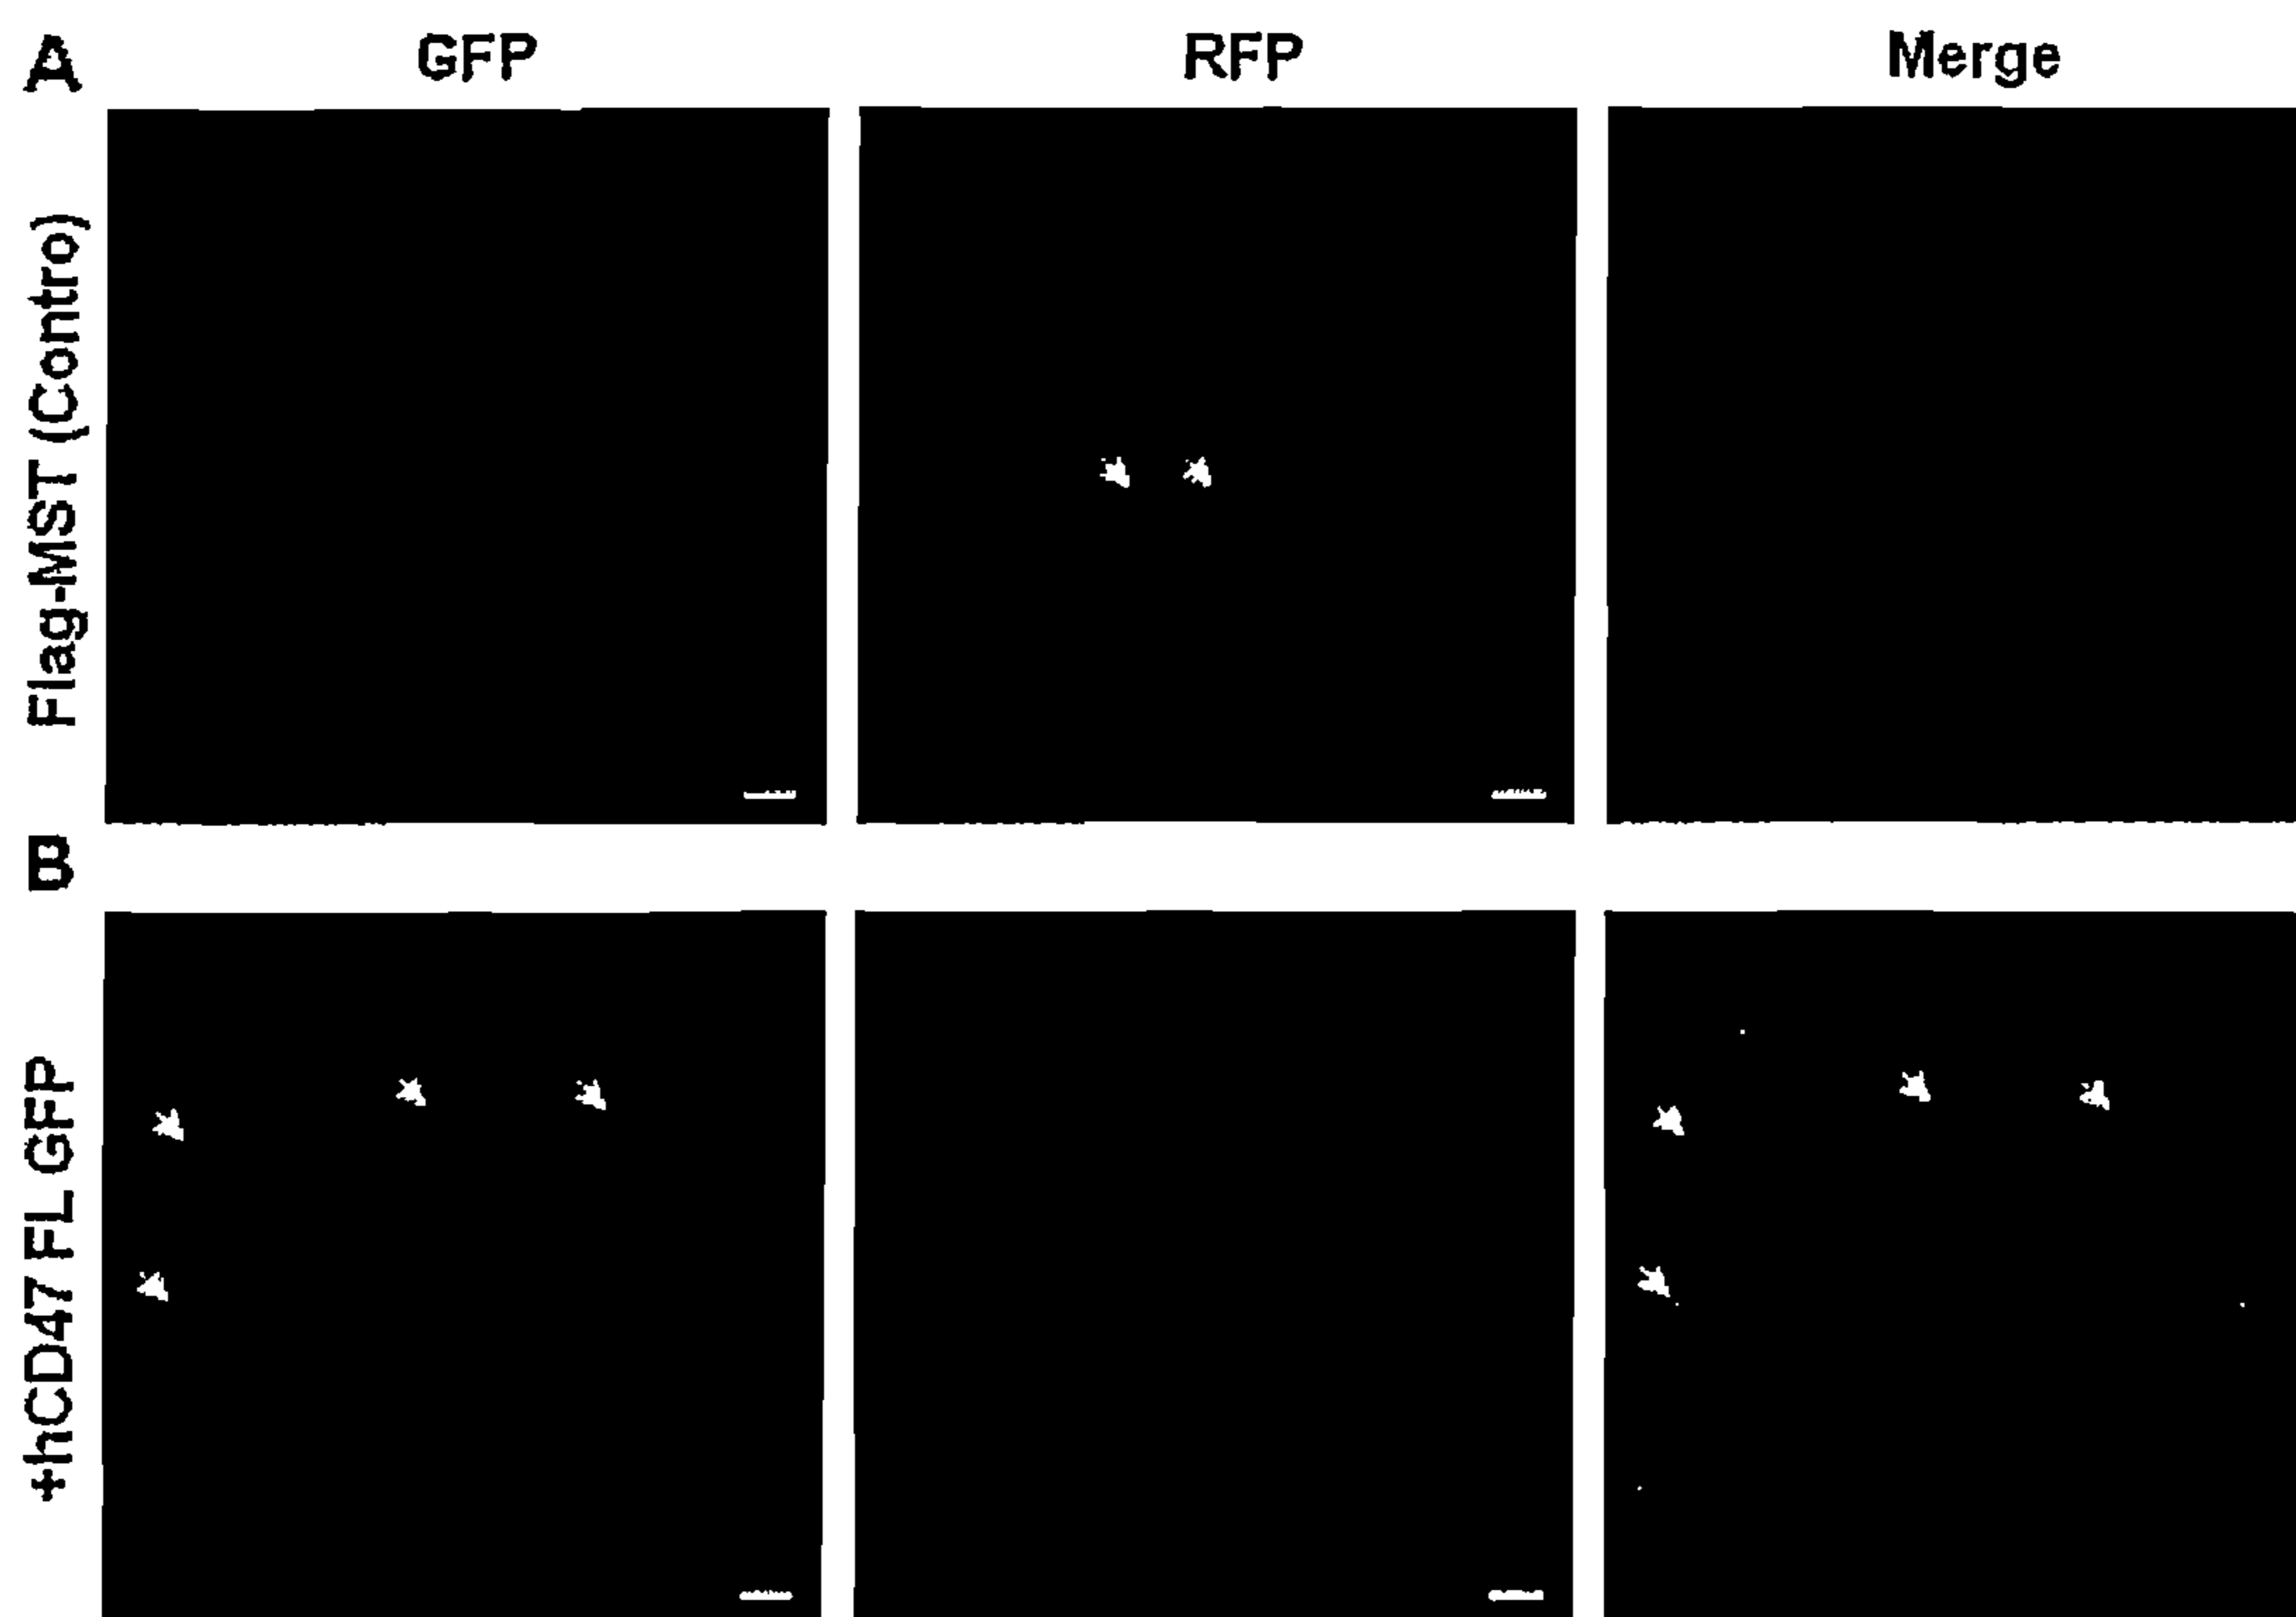 A
GFP
RFP
Merge
Flag-MST (Contro)
B
+hCD47 FL GFP